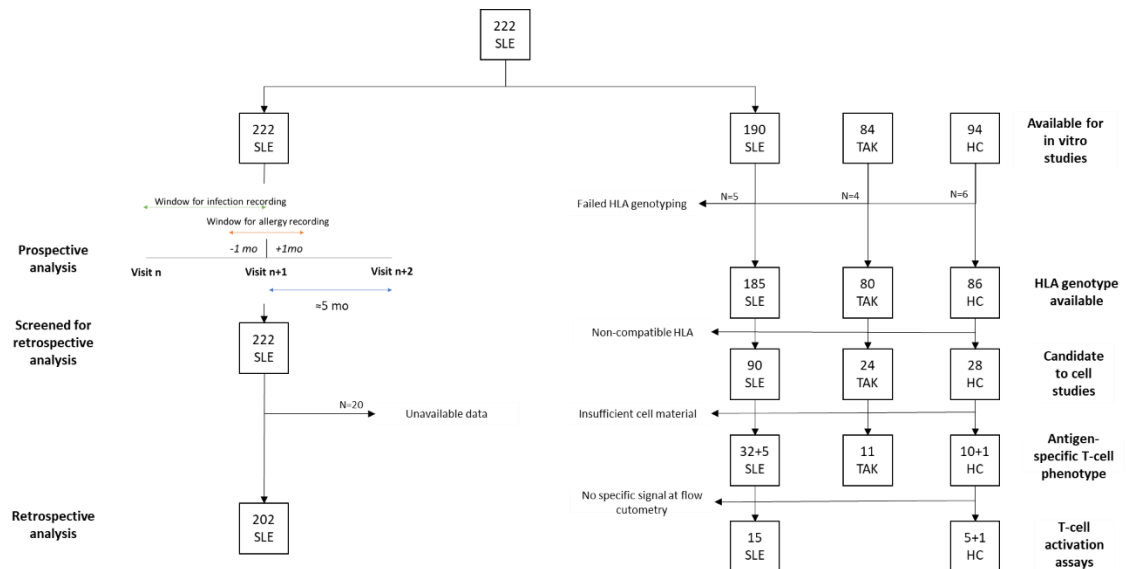 222
SLE
222
SLE
190
SLE
84
TAK
94
HC
Available for
in vitro
studies
N=5
N=4
N=6
Failed HLA genotyping
Window for infection recording
Window for allergy recording
Prospective
analysis
-1 mo
+1mo
Visit n
Visit n+1
Visit n+2
≈5 mo
185
SLE
80
TAK
86
HC
HLA genotype
available
Screened for
retrospective
analysis
222
SLE
Non-compatible HLA
90
SLE
24
TAK
28
HC
Candidate
to cell
studies
N=20
Unavailable data
Insufficient cell material
32+5
SLE
11
TAK
10+1
HC
Antigen-
specific T-cell
phenotype
No specific signal at flow
cutometry
Retrospective
analysis
202
SLE
15
SLE
5+1
HC
T-cell
activation
assays